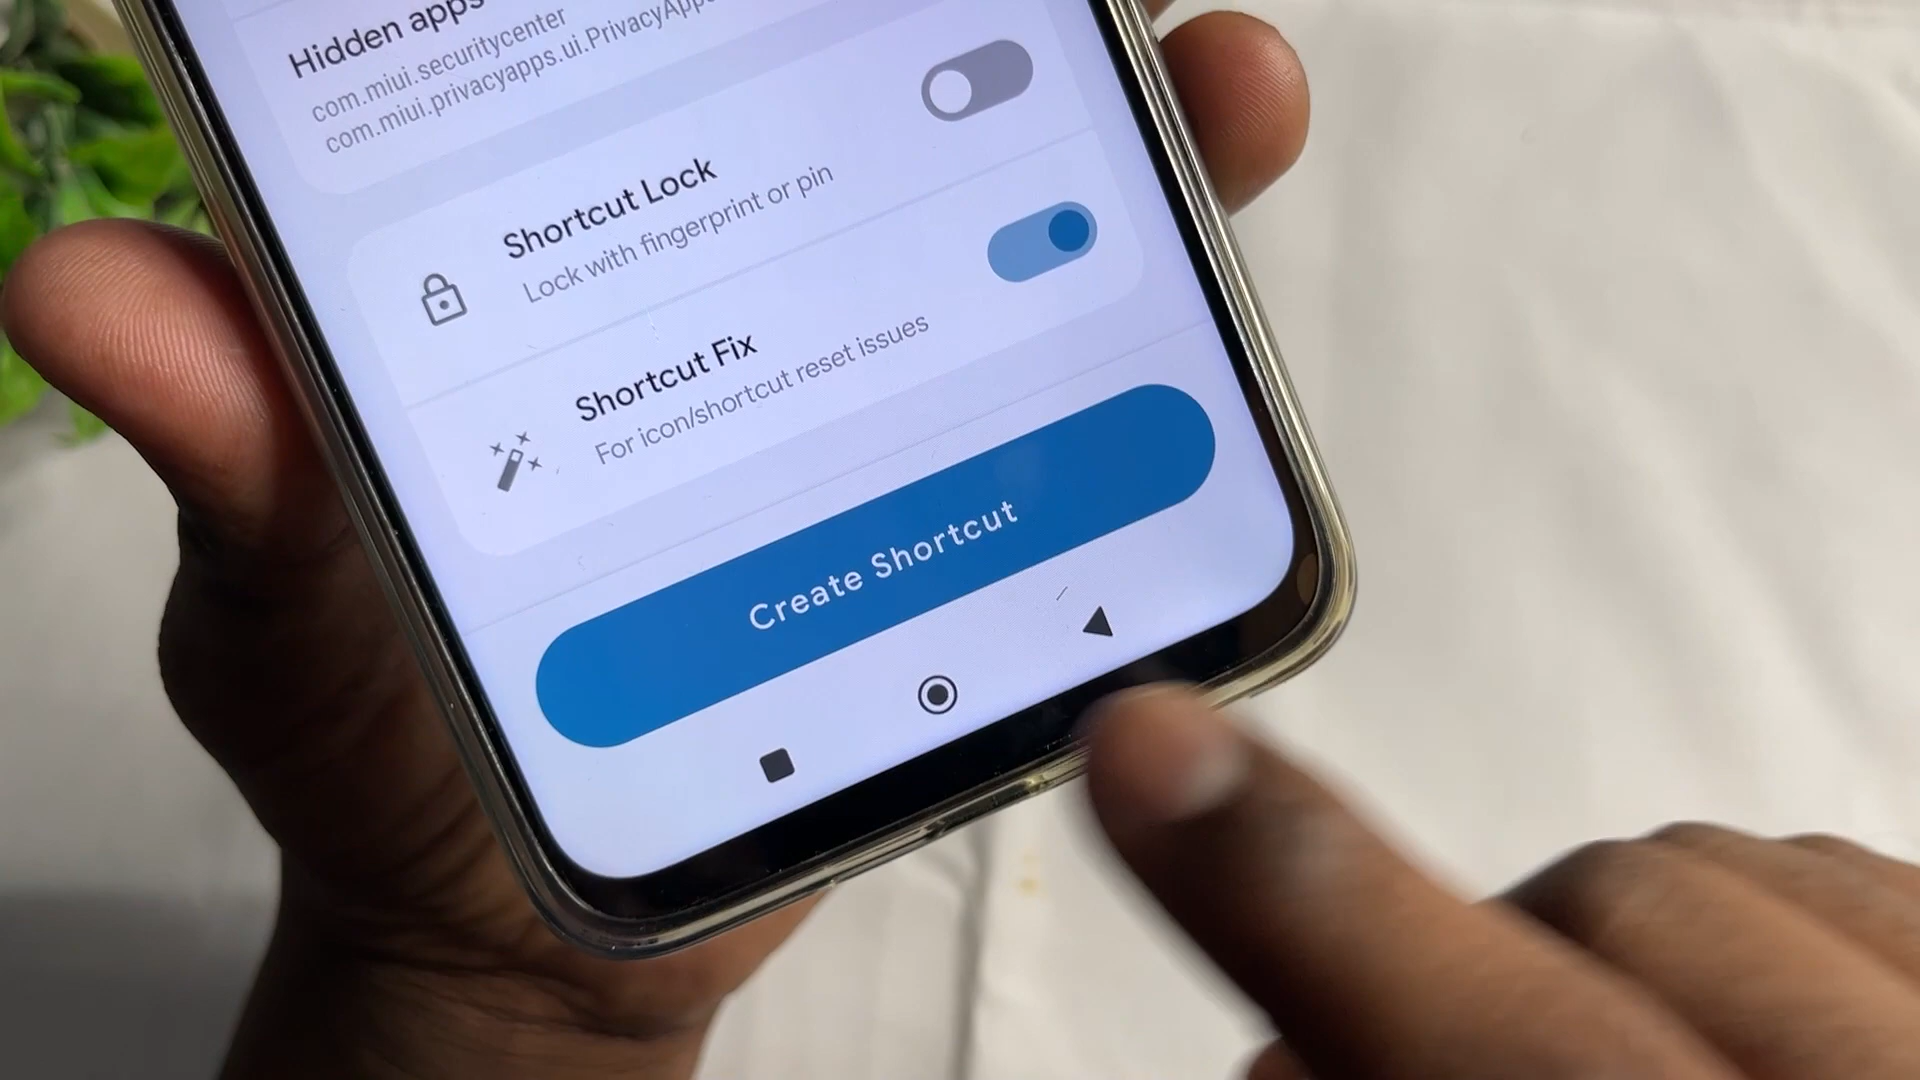 Hidden apps
com.miui.securitycenter
com.miui.privacyapps.ui.PrivacyApps
Shortcut Lock
Lock with fingerprint or pin
Shortcut Fix
For icon/shortcut reset issues
Create Shortcut